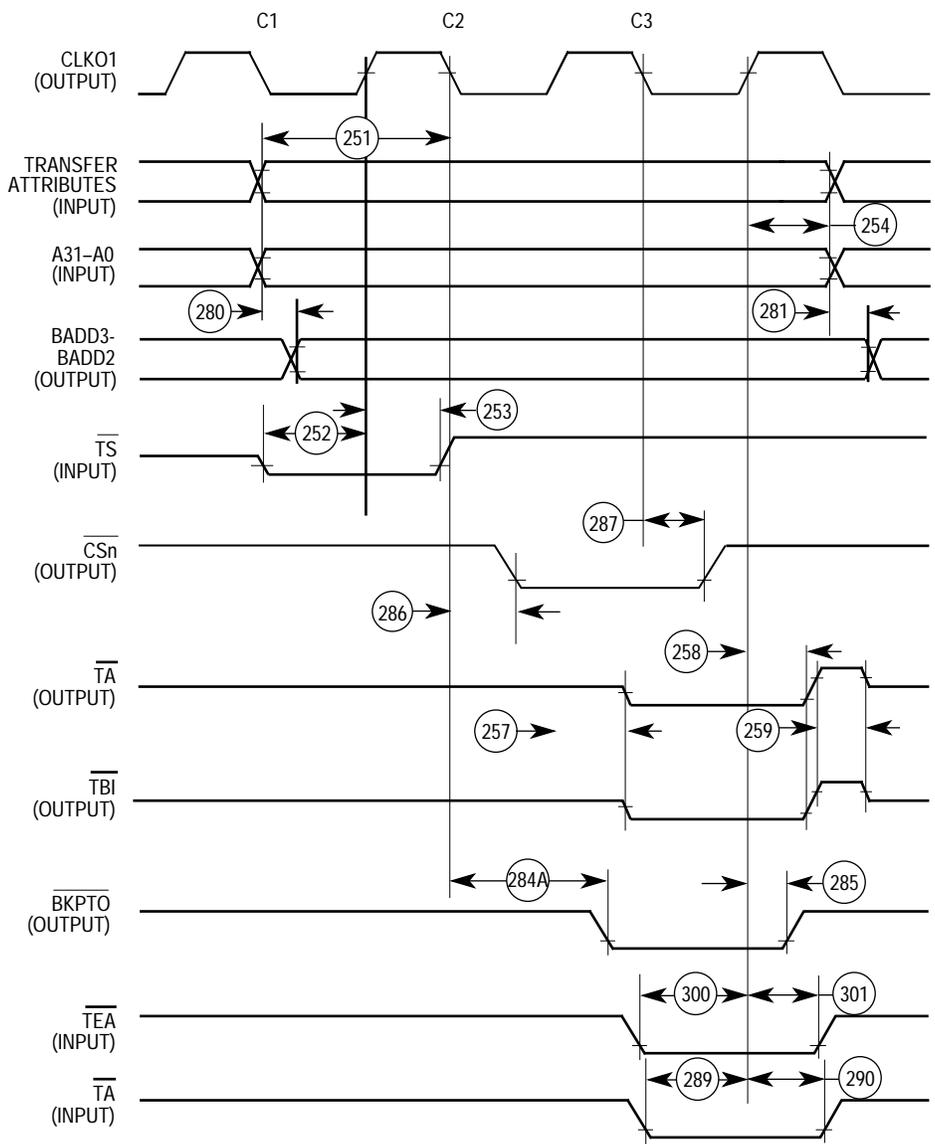 C1 C2 C3
CLKO1
(OUTPUT)
251
TRANSFER
ATTRIBUTES
(INPUT)
254
A31–A0
(INPUT)
280 281
BADD3-
BADD2
(OUTPUT)
253
252
TS
(INPUT)
287
CSn
(OUTPUT)
286
258
TA
(OUTPUT)
257 259
TBI
(OUTPUT)
284A 285
BKPTO
(OUTPUT)
300 301
TEA
(INPUT)
289 290
TA
(INPUT)